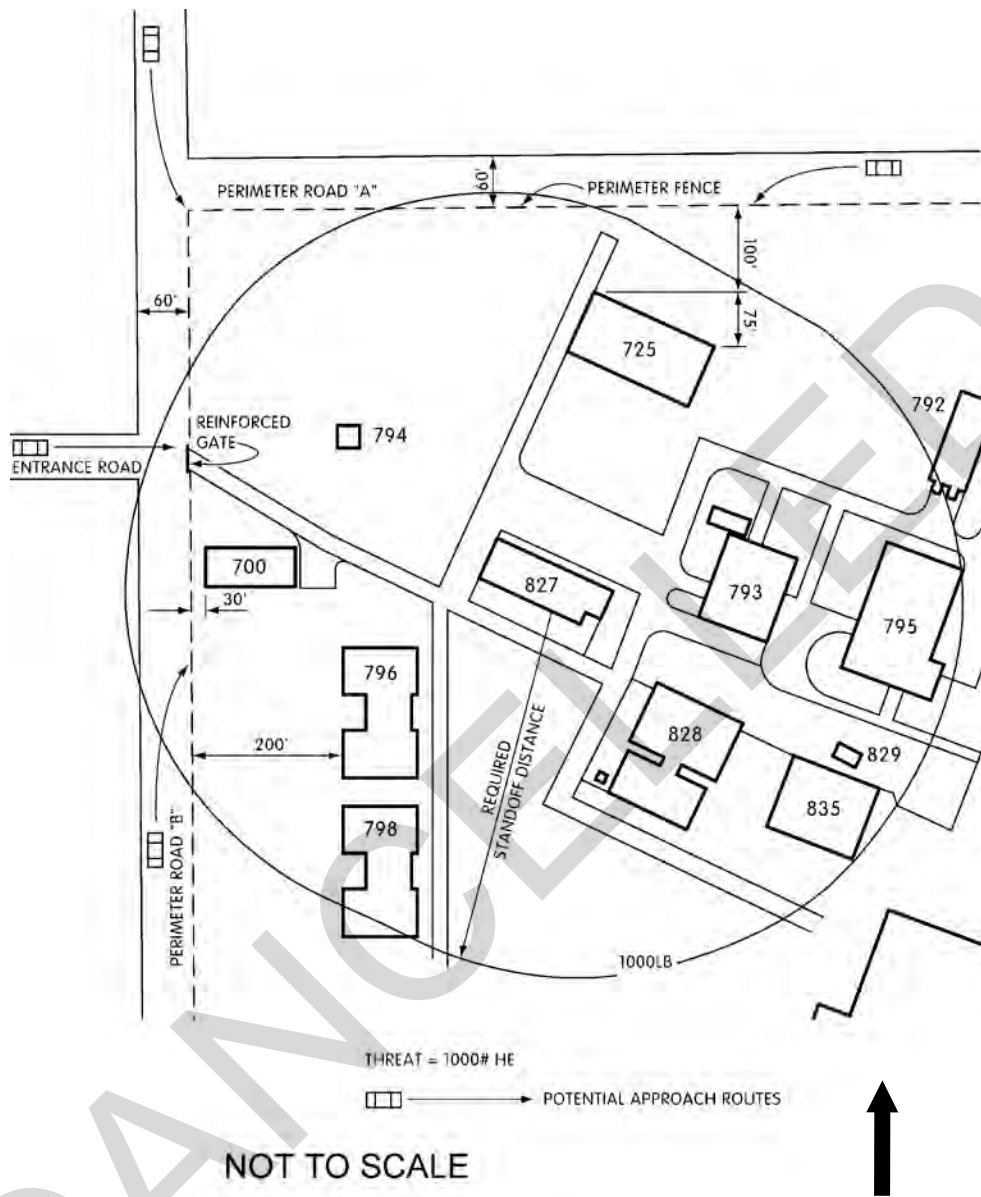 PERIMETER ROAD "A"
60'
PERIMETER FENCE
100'
60'
75'
725
792
REINFORCED
GATE
794
ENTRANCE ROAD
700
827
793
30'
795
796
200'
REQUIRED
STANDOFF DISTANCE
828
829
798
835
PERIMETER ROAD "B"
1000LB
THREAT = 1000# HE
POTENTIAL APPROACH ROUTES
NOT TO SCALE
CANCELLED